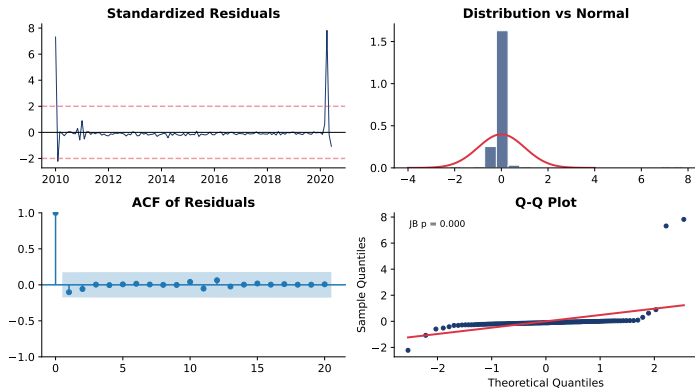 Standardized Residuals
8
6
4
2
0
−2
2010 2012 2014 2016 2018 2020
Distribution vs Normal
1.5
1.0
0.5
0.0
−4 −2 0 2 4 6 8
ACF of Residuals
1.0
0.5
0.0
−0.5
−1.0
0 5 10 15 20
Q-Q Plot
JB p = 0.000
Sample Quantiles
8
6
4
2
0
−2
−2 −1 0 1 2
Theoretical Quantiles